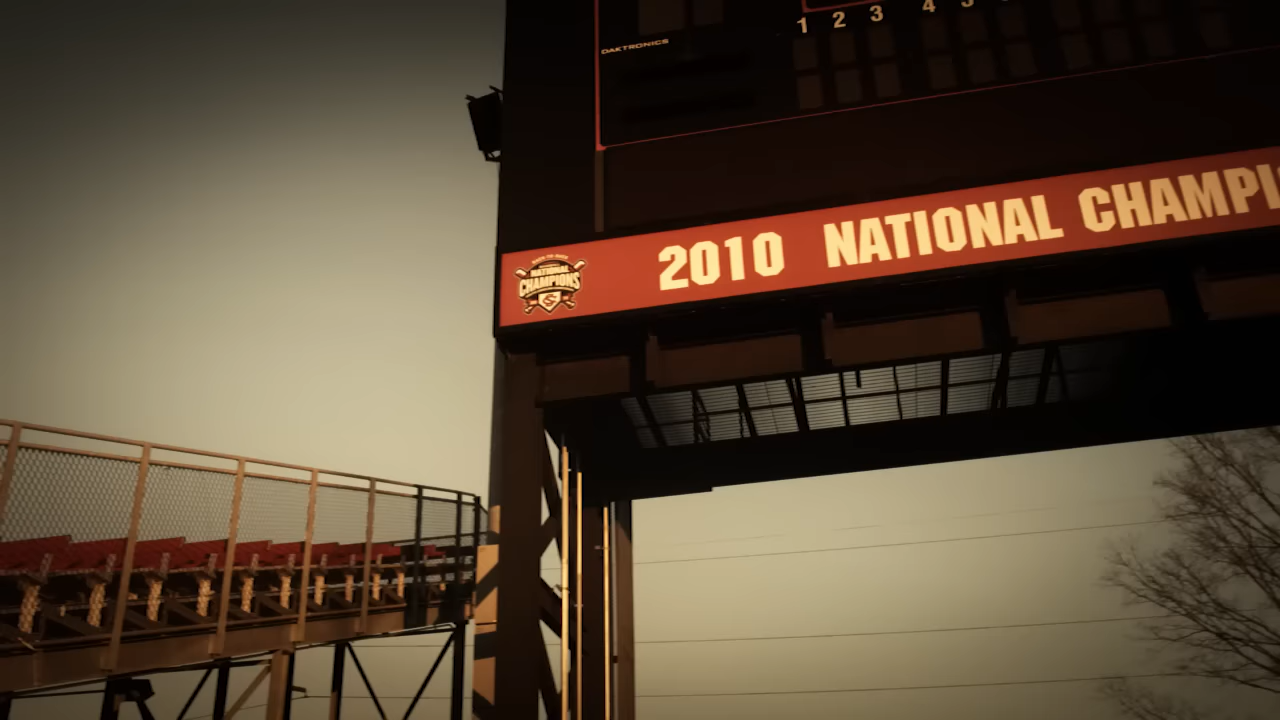 1 2 3 4 5
DAKTRONICS
2010 NATIONAL CHAMPI
NATIONAL
CHAMPIONS